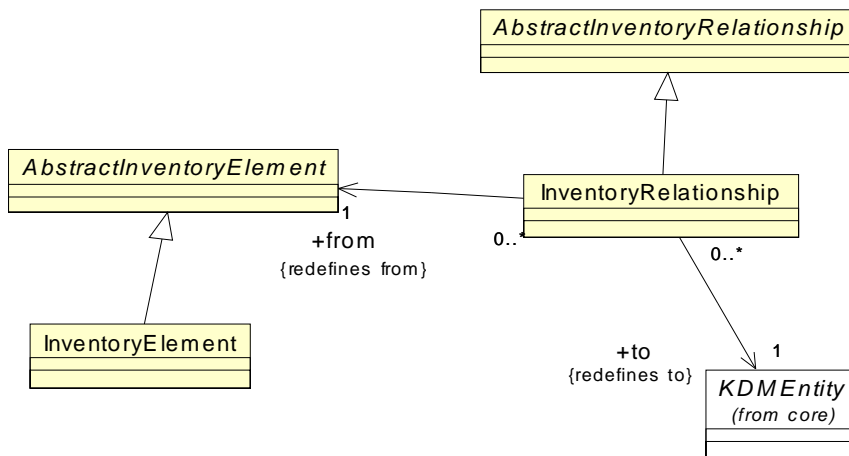 AbstractInventoryRelationship
AbstractInventoryElement
InventoryRelationship
1
0..*
+from
{redefines from}
0..*
InventoryElement
+to
1
{redefines to}
KDMEntity
(from core)